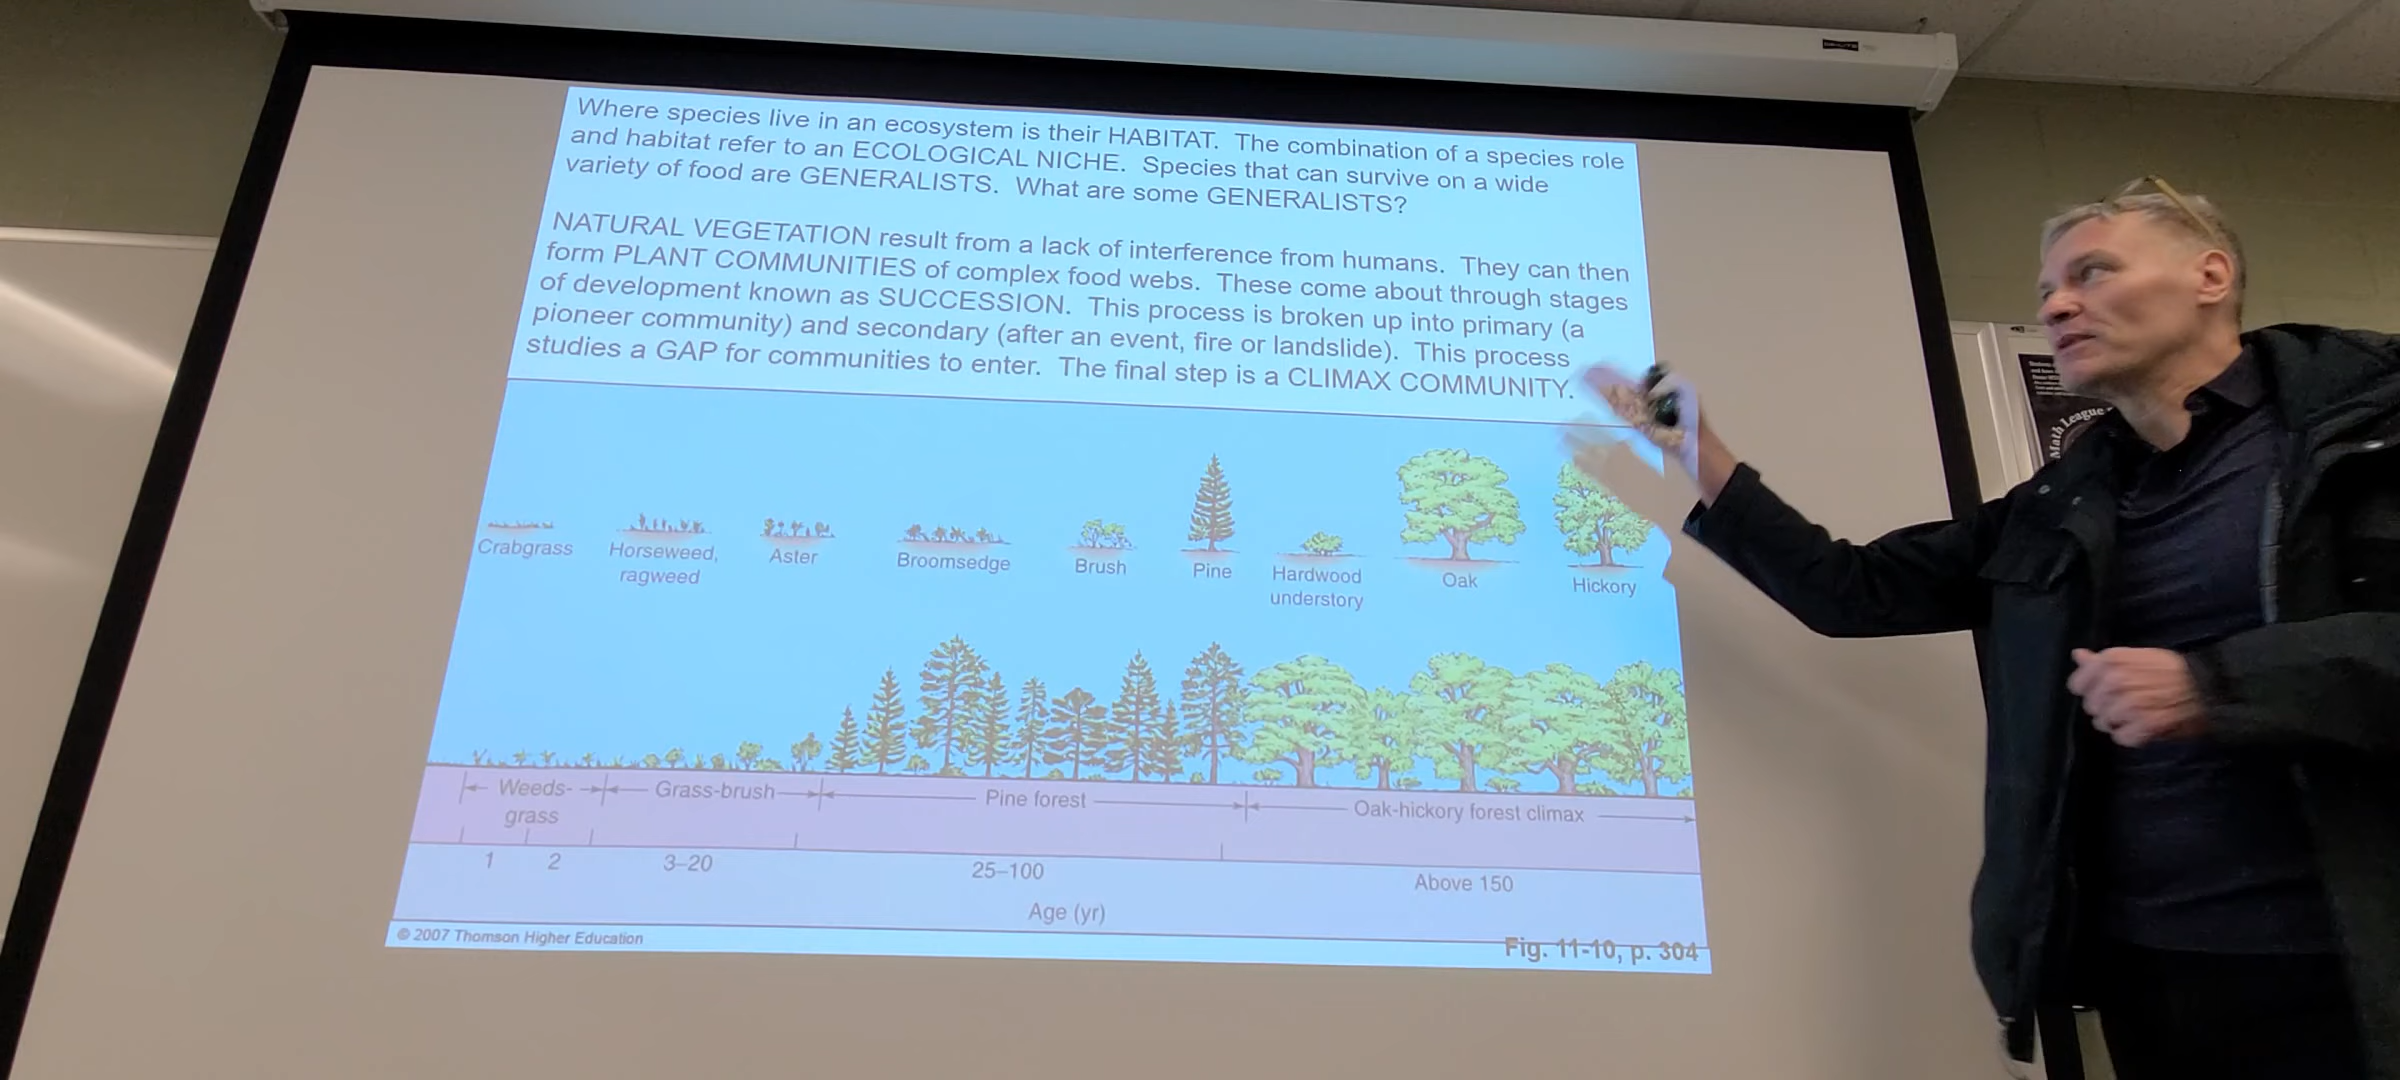 Where species live in an ecosystem is their HABITAT. The combination of a species role
and habitat refer to an ECOLOGICAL NICHE. Species that can survive on a wide
variety of food are GENERALISTS. What are some GENERALISTS?
NATURAL VEGETATION result from a lack of interference from humans. They can then
form PLANT COMMUNITIES of complex food webs. These come about through stages
of development known as SUCCESSION. This process is broken up into primary (a
pioneer community) and secondary (after an event, fire or landslide). This process
studies a GAP for communities to enter. The final step is a CLIMAX COMMUNITY.
Crabgrass
Horseweed,
ragweed
Aster
Broomsedge
Brush
Pine
Hardwood
understory
Oak
Hickory
Weeds-
grass
Grass-brush
Pine forest
Oak-hickory forest climax
1 2 3–20 25–100 Above 150
Age (yr)
© 2007 Thomson Higher Education
Fig. 11-10, p. 304
Math League